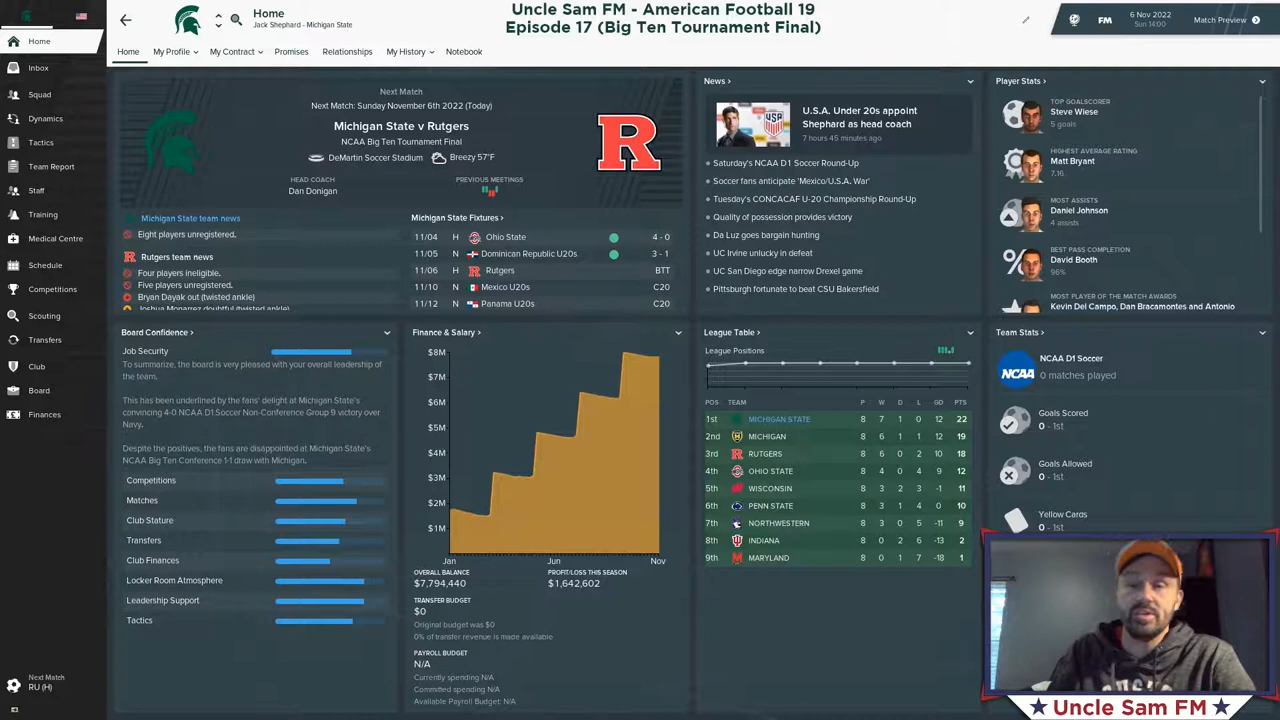 Uncle Sam FM - American Football 19
Episode 17 (Big Ten Tournament Final)
Home
Jack Shephard - Michigan State
6 Nov 2022
Sun 14:00
FM
Match Preview
Home
My Profile
My Contract
Promises
Relationships
My History
Notebook
Home
Inbox
Squad
Dynamics
Tactics
Team Report
Staff
Training
Medical Centre
Schedule
Competitions
Scouting
Transfers
Club
Board
Finances
Next Match
RU (H)
Next Match
Next Match: Sunday November 6th 2022 (Today)
Michigan State v Rutgers
NCAA Big Ten Tournament Final
DeMartin Soccer Stadium Breezy 57°F
HEAD COACH
Dan Donigan
PREVIOUS MEETINGS
R
Michigan State team news
Eight players unregistered.
Rutgers team news
Four players ineligible.
Five players unregistered.
Bryan Dayak out (twisted ankle)
Joshua Monarrez doubtful (twisted ankle)
Michigan State Fixtures >
11/04 H Ohio State 4 - 0
11/05 N Dominican Republic U20s 3 - 1
11/06 H Rutgers BTT
11/10 N Mexico U20s C20
11/12 N Panama U20s C20
News >
U.S.A. Under 20s appoint
Shephard as head coach
7 hours 45 minutes ago
Saturday's NCAA D1 Soccer Round-Up
Soccer fans anticipate 'Mexico/U.S.A. War'
Tuesday's CONCACAF U-20 Championship Round-Up
Quality of possession provides victory
Da Luz goes bargain hunting
UC Irvine unlucky in defeat
UC San Diego edge narrow Drexel game
Pittsburgh fortunate to beat CSU Bakersfield
Player Stats >
TOP GOALSCORER
Steve Wiese
5 goals
HIGHEST AVERAGE RATING
Matt Bryant
7.16
MOST ASSISTS
Daniel Johnson
4 assists
BEST PASS COMPLETION
David Booth
96%
MOST PLAYER OF THE MATCH AWARDS
Kevin Del Campo, Dan Bracamontes and Antonio
Board Confidence >
Job Security
To summarize, the board is very pleased with your overall leadership of
the team.
This has been underlined by the fans' delight at Michigan State's
convincing 4-0 NCAA D1 Soccer Non-Conference Group 9 victory over
Navy.
Despite the positives, the fans are disappointed at Michigan State's
NCAA Big Ten Conference 1-1 draw with Michigan.
Competitions
Matches
Club Stature
Transfers
Club Finances
Locker Room Atmosphere
Leadership Support
Tactics
Finance & Salary >
$8M
$7M
$6M
$5M
$4M
$3M
$2M
$1M
Jan Jun Nov
OVERALL BALANCE
$7,794,440
PROFIT/LOSS THIS SEASON
$1,642,602
TRANSFER BUDGET
$0
Original budget was $0
0% of transfer revenue is made available
PAYROLL BUDGET
N/A
Currently spending N/A
Committed spending N/A
Available Payroll Budget: N/A
League Table >
League Positions
POS TEAM P W D L GD PTS
1st MICHIGAN STATE 8 7 1 0 12 22
2nd MICHIGAN 8 6 1 1 12 19
3rd RUTGERS 8 6 0 2 10 18
4th OHIO STATE 8 4 0 4 9 12
5th WISCONSIN 8 3 2 3 -1 11
6th PENN STATE 8 3 1 4 0 10
7th NORTHWESTERN 8 3 0 5 -11 9
8th INDIANA 8 0 2 6 -13 2
9th MARYLAND 8 0 1 7 -18 1
Team Stats >
NCAA
NCAA D1 Soccer
0 matches played
Goals Scored
0 - 1st
Goals Allowed
0 - 1st
Yellow Cards
0 - 1st
Uncle Sam FM